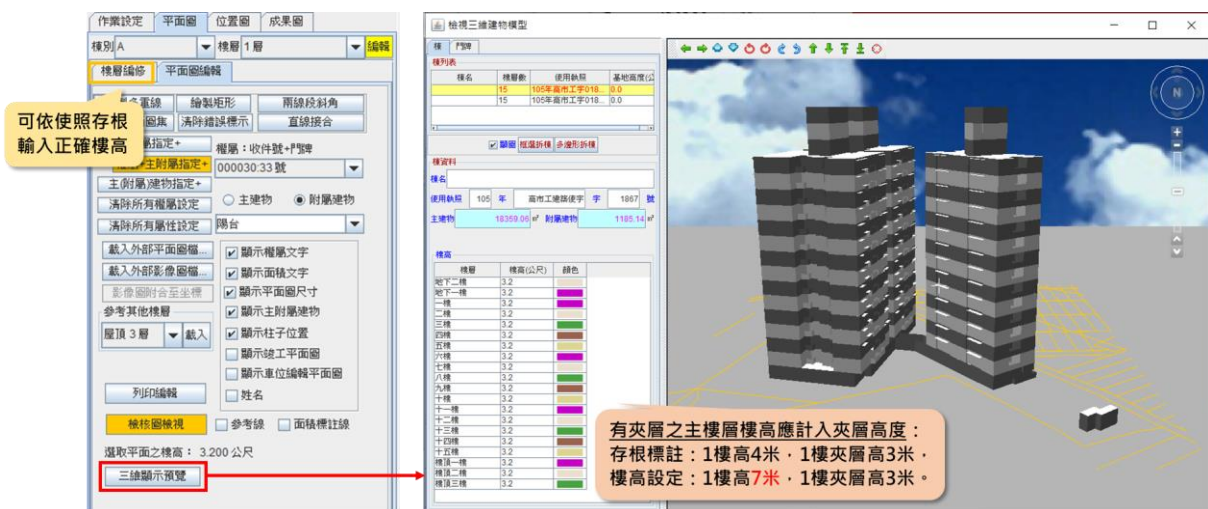 作業設定 平面圖 位置圖 成果圖
棟別 A 樓層 1 層 編輯
樓層編修 平面圖編輯
繪製矩形 兩線段斜角
清除錯誤標示 直線接合
可依使照存根
輸入正確樓高
權屬：收件號+門牌
000030:33 號
主(附屬)建物指定+
主建物 附屬建物
清除所有權屬設定
清除所有屬性設定 陽台
載入外部平面圖檔...
載入外部影像圖檔...
影像圖附合至坐標
參考其他樓層
屋頂 3 層 載入
顯示權屬文字
顯示面積文字
顯示平面圖尺寸
顯示主附屬建物
顯示柱子位置
顯示竣工平面圖
顯示車位編輯平面圖
姓名
列印編輯
檢核圖檢視 參考線 面積標註線
選取平面之樓高： 3.200 公尺
三維顯示預覽
檢視三維建物模型
棟 門牌
棟列表
棟名 樓層數 使用執照 基地高度(公
15 105年高市工字018... 0.0
15 105年高市工字018... 0.0
顯圖 框選拆棟 多邊形拆棟
棟資料
棟名
使用執照 105 年 高市工建築使字 字 1867 號
主建物 18359.06 ㎡ 附屬建物 1185.14 ㎡
樓高
樓層 樓高(公尺) 顏色
地下二樓 3.2
地下一樓 3.2
一樓 3.2
二樓 3.2
三樓 3.2
四樓 3.2
五樓 3.2
六樓 3.2
七樓 3.2
八樓 3.2
九樓 3.2
十樓 3.2
十一樓 3.2
十二樓 3.2
十三樓 3.2
十四樓 3.2
十五樓 3.2
樓頂一樓 3.2
樓頂二樓 3.2
樓頂三樓 3.2
N
有夾層之主樓層樓高應計入夾層高度：
存根標註：1樓高4米，1樓夾層高3米，
樓高設定：1樓高7米，1樓夾層高3米。